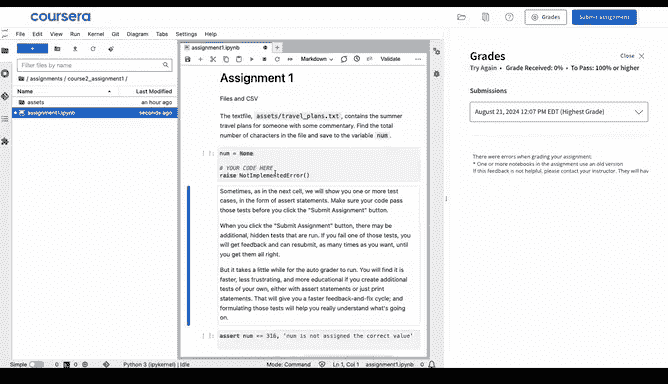 coursera
Grades
Submit assignment
File Edit View Run Kernel Git Diagram Tabs Settings Help
Filter files by name
/ assignments / course2_assignment1 /
Name
Last Modified
assets
an hour ago
assignment1.ipynb
seconds ago
assignment1.ipynb
Markdown
Validate
Assignment 1
Files and CSV
The textfile, assets/travel_plans.txt, contains the summer
travel plans for someone with some commentary. Find the total
number of characters in the file and save to the variable num.
[ ]:
num = None
# YOUR CODE HERE
raise NotImplementedError()
Sometimes, as in the next cell, we will show you one or more test
cases, in the form of assert statements. Make sure your code pass
those tests before you click the "Submit Assignment" button.
When you click the "Submit Assignment" button, there may be
additional, hidden tests that are run. If you fail one of those tests, you
will get feedback and can resubmit, as many times as you want, until
you get them all right.
But it takes a little while for the auto grader to run. You will find it is
faster, less frustrating, and more educational if you create additional
tests of your own, either with assert statements or just print
statements. That will give you a faster feedback-and-fix cycle; and
formulating those tests will help you really understand what's going
on.
[ ]:
assert num == 316, 'num is not assigned the correct value'
Grades
Close
Try Again • Grade Received: 0% • To Pass: 100% or higher
Submissions
August 21, 2024 12:07 PM EDT (Highest Grade)
There were errors when grading your assignment.
* One or more notebooks in the assignment use an old version
If this feedback is not helpful, please contact your instructor. They will hav
Simple
0
Python 3 (ipykernel) | Idle
Mode: Command
Ln 1, Col 1
assignment1.ipynb